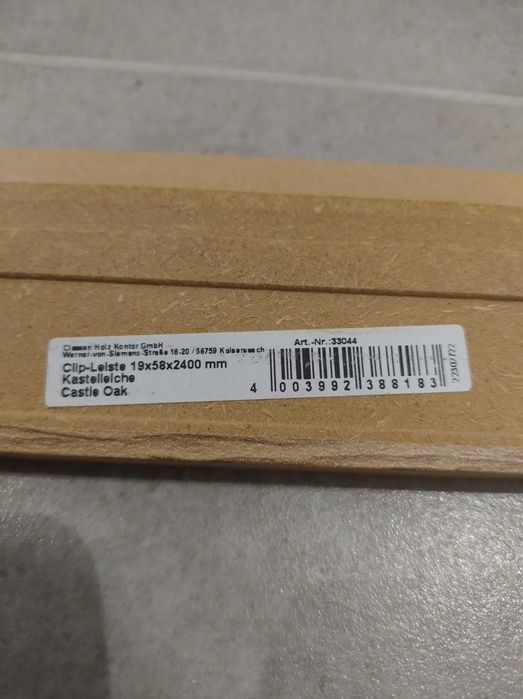 Classen Holz Kontor GmbH
Werner-von-Siemens-Straße 18-20 / 56759 Kaisersesch
Clip-Leiste 19x58x2400 mm
Kastelleiche
Castle Oak
Art.-Nr.:33044
4 003992 388183